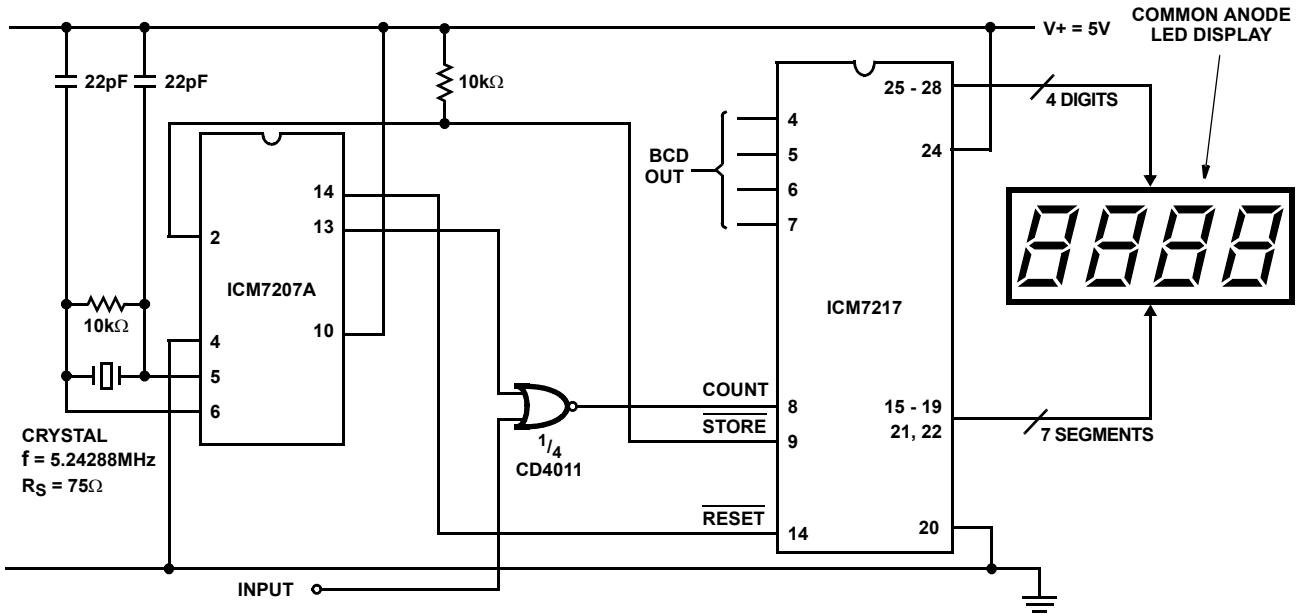 COMMON ANODE
LED DISPLAY
V+ = 5V
22pF
22pF
10kΩ
25 - 28
4 DIGITS
4
5
6
7
BCD
OUT
24
14
13
2
ICM7207A
10
4
5
6
10kΩ
ICM7217
CRYSTAL
f = 5.24288MHz
RS = 75Ω
COUNT
8
STORE
9
1/4
CD4011
15 - 19
21, 22
7 SEGMENTS
RESET
14
20
INPUT